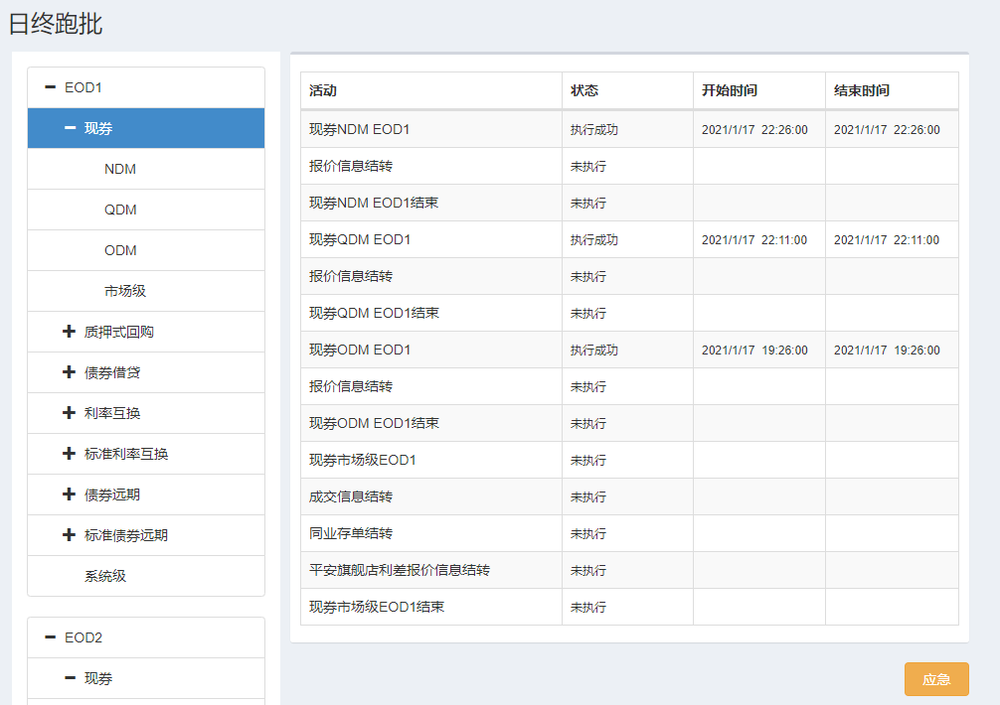 日终跑批
EOD1
现券
NDM
QDM
ODM
市场级
质押式回购
债券借贷
利率互换
标准利率互换
债券远期
标准债券远期
系统级
EOD2
现券
活动 状态 开始时间 结束时间
现券NDM EOD1 执行成功 2021/1/17 22:26:00 2021/1/17 22:26:00
报价信息结转 未执行
现券NDM EOD1结束 未执行
现券QDM EOD1 执行成功 2021/1/17 22:11:00 2021/1/17 22:11:00
报价信息结转 未执行
现券QDM EOD1结束 未执行
现券ODM EOD1 执行成功 2021/1/17 19:26:00 2021/1/17 19:26:00
报价信息结转 未执行
现券ODM EOD1结束 未执行
现券市场级EOD1 未执行
成交信息结转 未执行
同业存单结转 未执行
平安旗舰店利差报价信息结转 未执行
现券市场级EOD1结束 未执行
应急